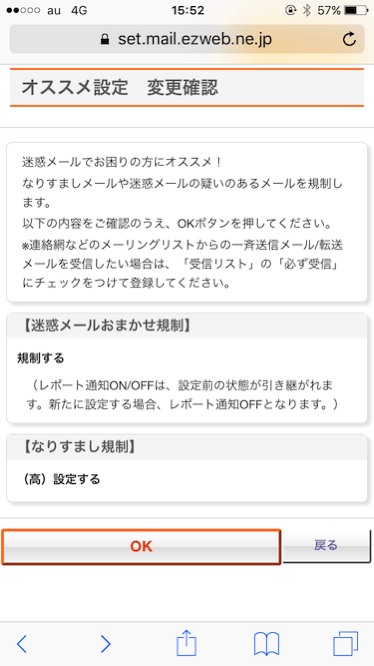 au 4G 15:52 57%
set.mail.ezweb.ne.jp
オススメ設定 変更確認
迷惑メールでお困りの方にオススメ！
なりすましメールや迷惑メールの疑いのあるメールを規制し
ます。
以下の内容をご確認のうえ、OKボタンを押してください。
※連絡網などのメーリングリストからの一斉送信メール/転送
メールを受信したい場合は、「受信リスト」の「必ず受信」
にチェックをつけて登録してください。
【迷惑メールおまかせ規制】
規制する
（レポート通知ON/OFFは、設定前の状態が引き継がれま
す。新たに設定する場合、レポート通知OFFとなります。）
【なりすまし規制】
（高）設定する
OK 戻る